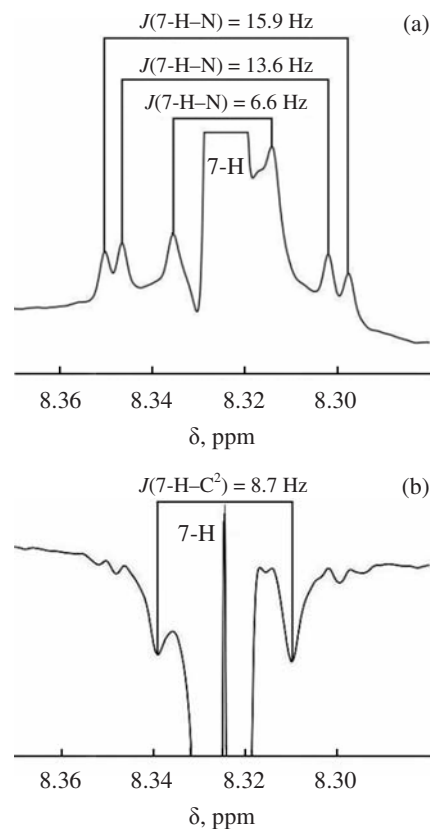 J(7-H–N) = 15.9 Hz
(a)
J(7-H–N) = 13.6 Hz
J(7-H–N) = 6.6 Hz
7-H
8.36 8.34 8.32 8.30
δ, ppm
J(7-H–C²) = 8.7 Hz
(b)
7-H
8.36 8.34 8.32 8.30
δ, ppm